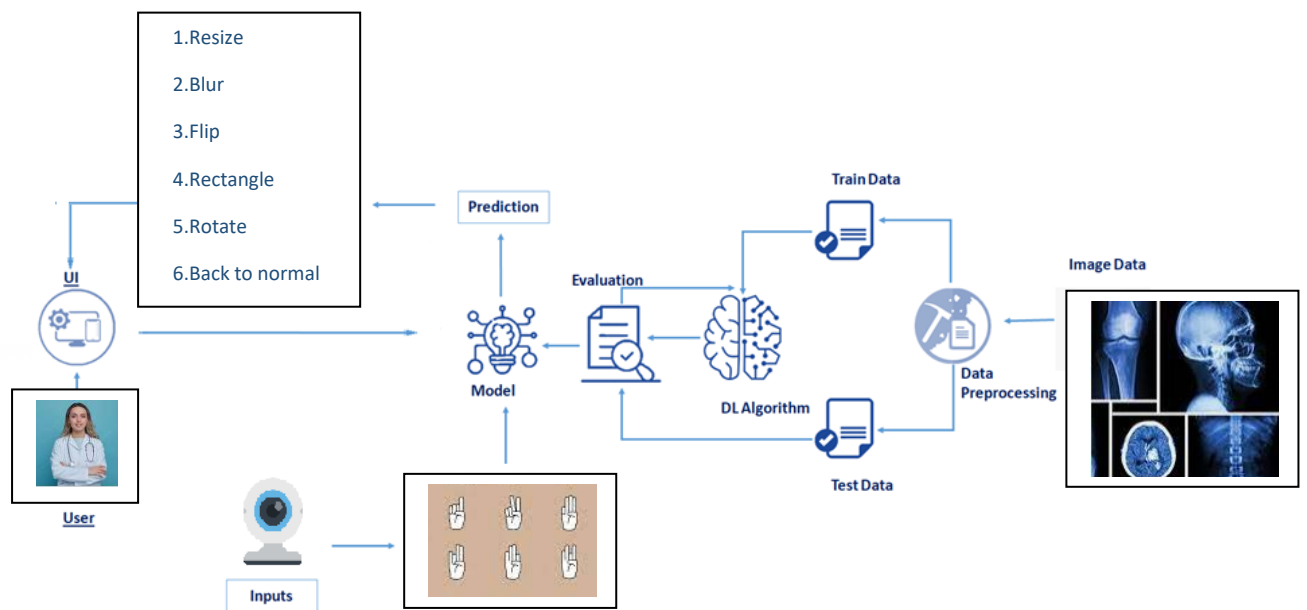 1.Resize
2.Blur
3.Flip
4.Rectangle
5.Rotate
6.Back to normal
Train Data
Prediction
UI
Evaluation
Image Data
Model
DL Algorithm
Data
Preprocessing
Test Data
User
Inputs